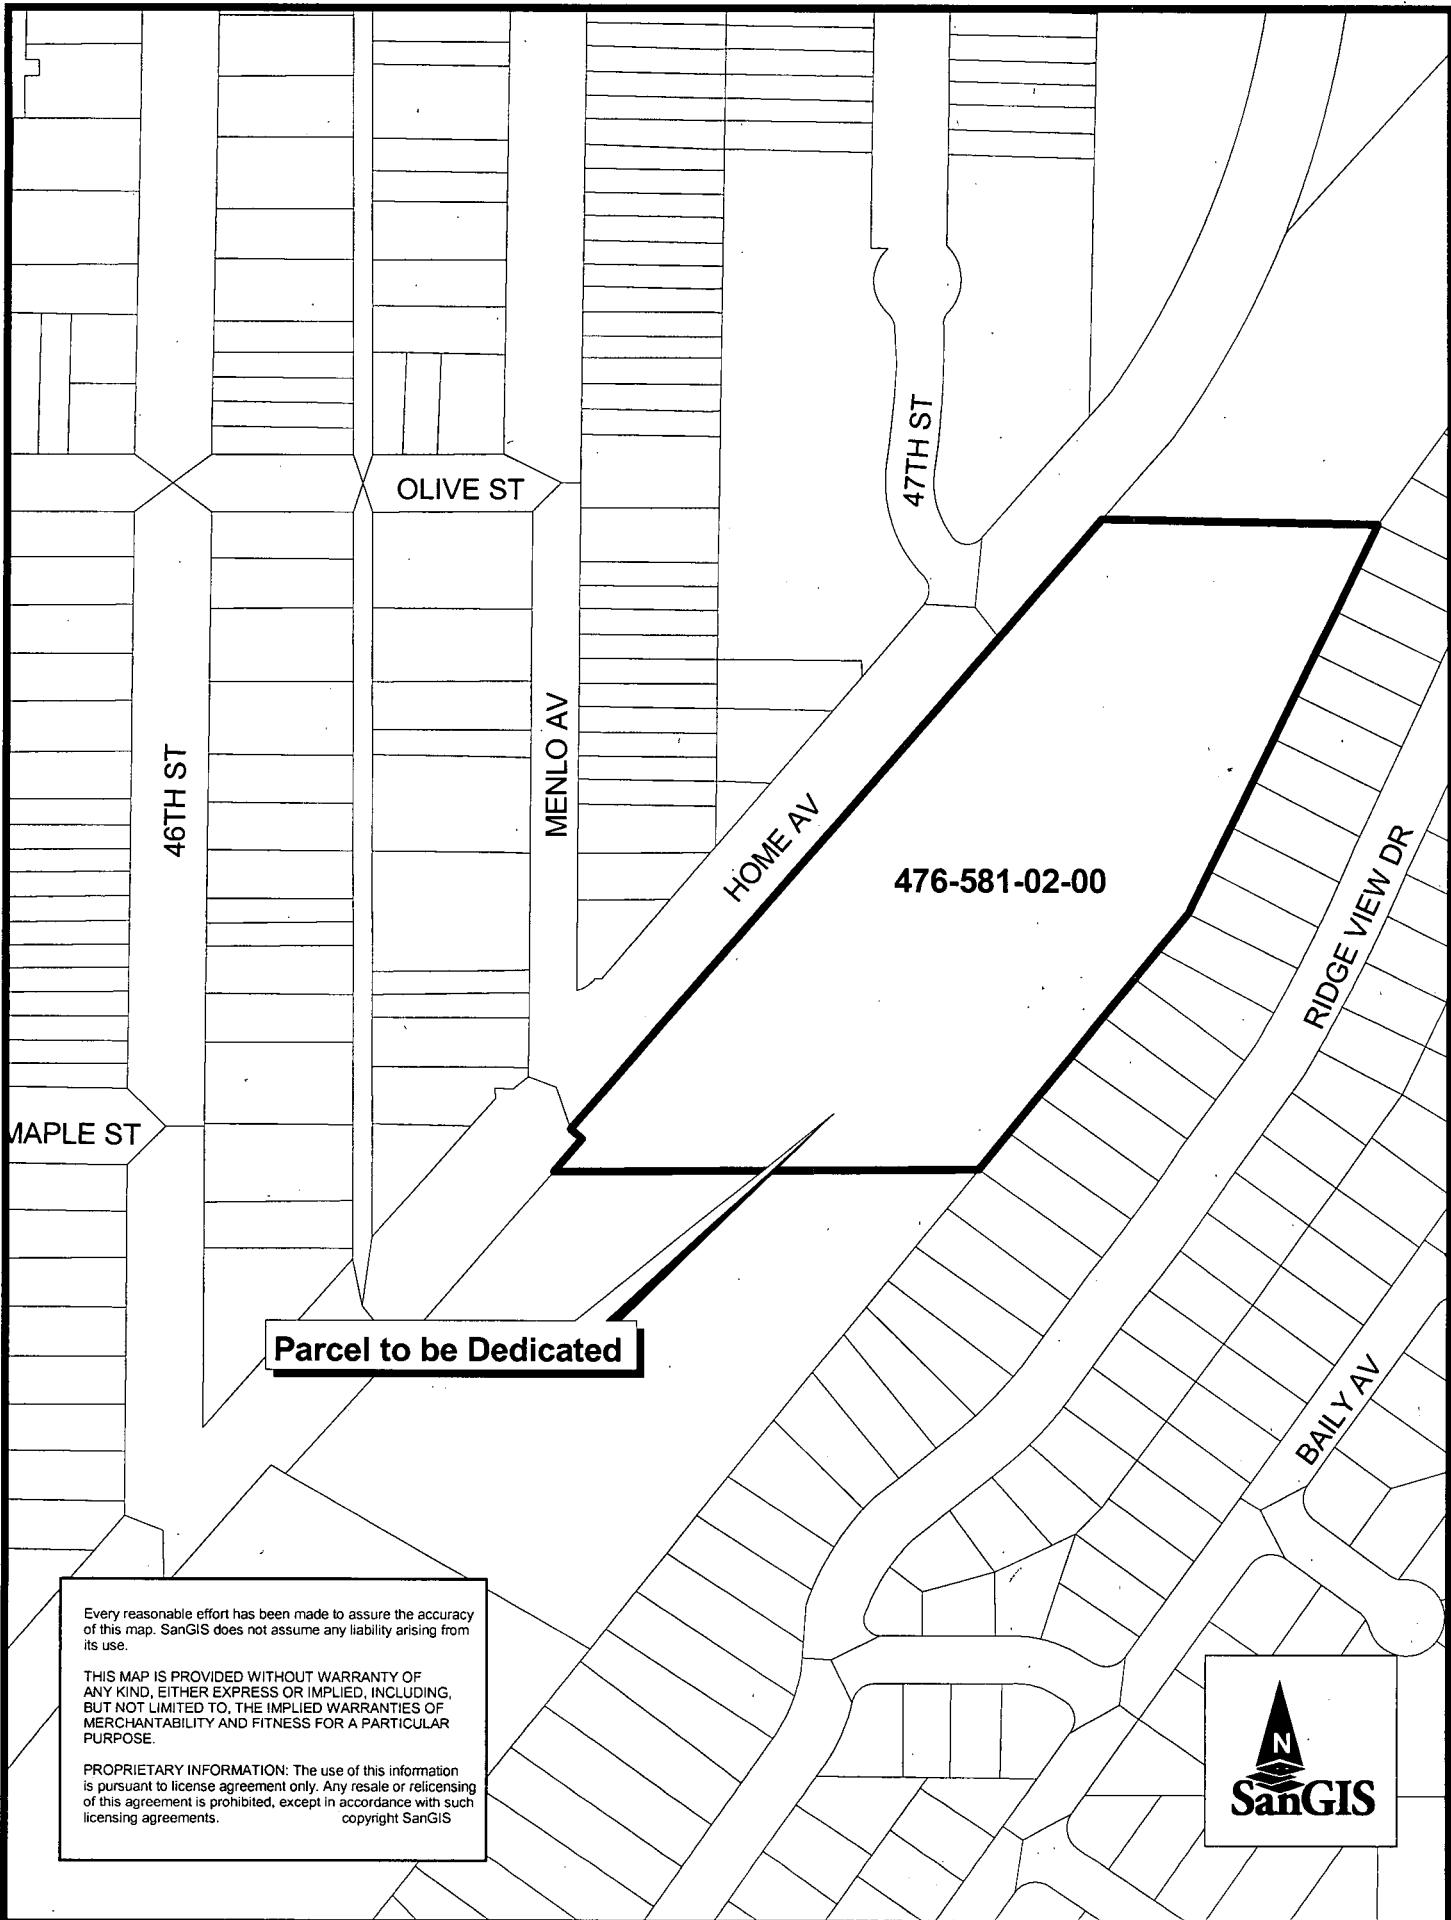 OLIVE ST
47TH ST
46TH ST
MENLO AV
HOME AV
476-581-02-00
RIDGE VIEW DR
MAPLE ST
Parcel to be Dedicated
BAILY AV
Every reasonable effort has been made to assure the accuracy
of this map. SanGIS does not assume any liability arising from
its use.
THIS MAP IS PROVIDED WITHOUT WARRANTY OF
ANY KIND, EITHER EXPRESS OR IMPLIED, INCLUDING,
BUT NOT LIMITED TO, THE IMPLIED WARRANTIES OF
MERCHANTABILITY AND FITNESS FOR A PARTICULAR
PURPOSE.
PROPRIETARY INFORMATION: The use of this information
is pursuant to license agreement only. Any resale or relicensing
of this agreement is prohibited, except in accordance with such
licensing agreements. copyright SanGIS
N
SanGIS